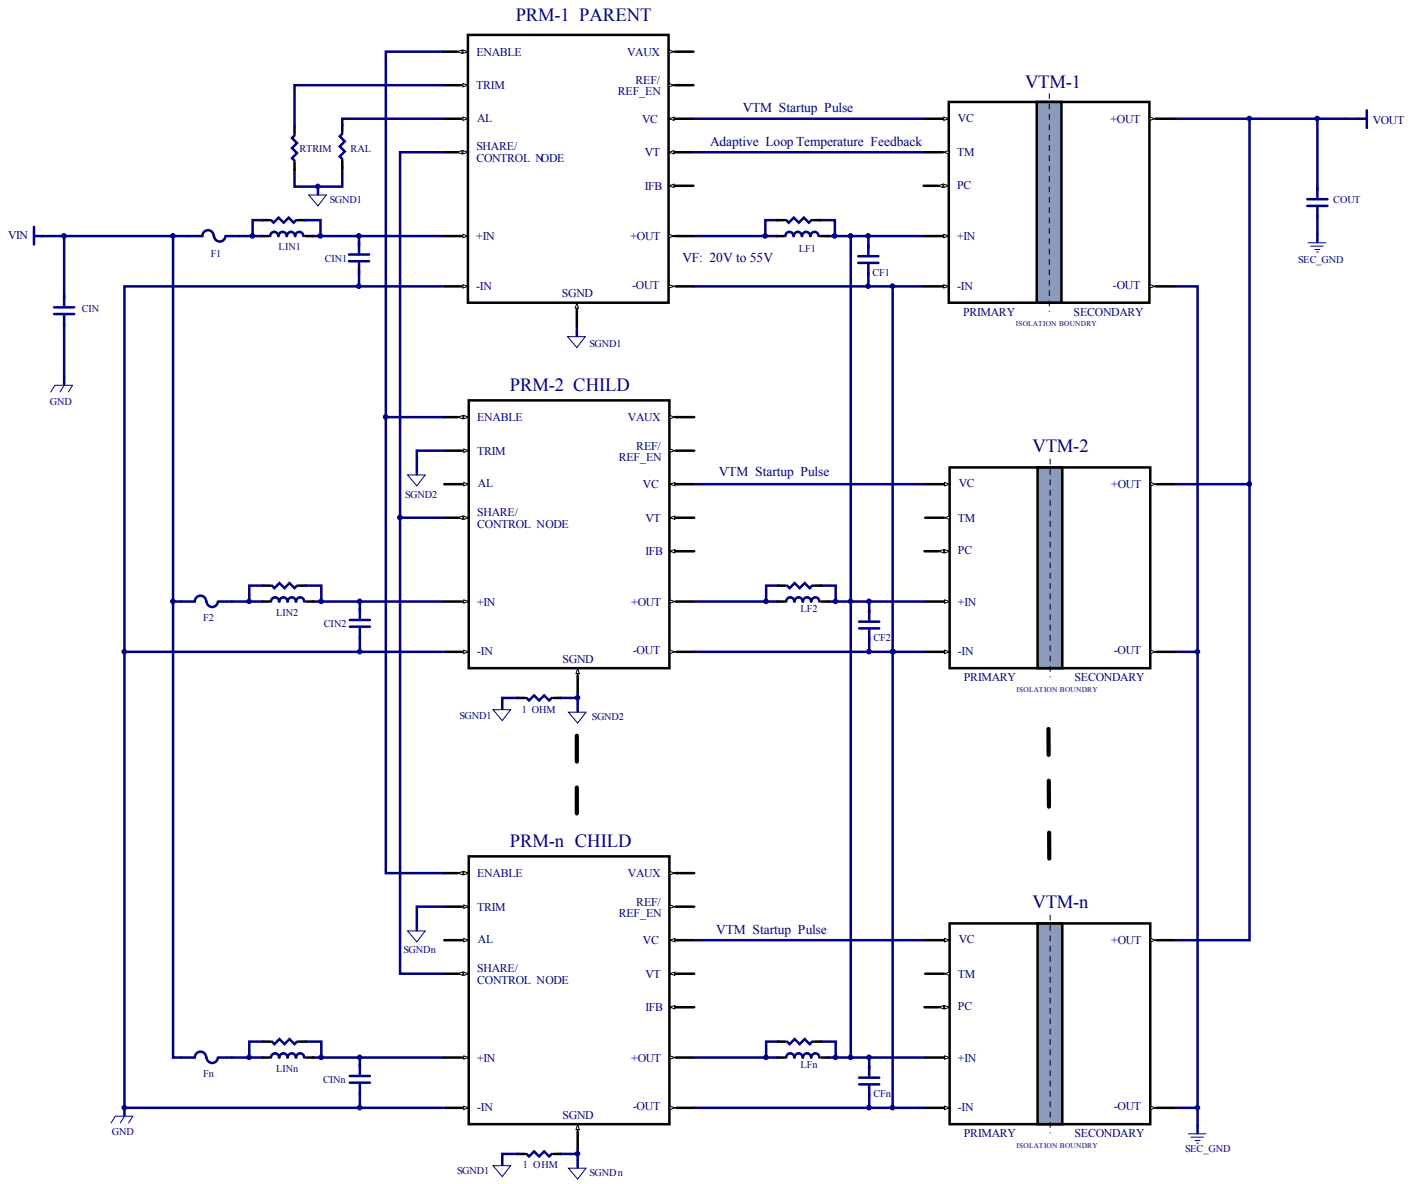 PRM-1 PARENT
ENABLE
VAUX
TRIM
REF/
REF_EN
AL
VC
SHARE/
CONTROL NODE
VT
IFB
+IN
+OUT
-IN
-OUT
SGND
SGND1
RTRIM
RAL
SGND1
VIN
F1
LIN1
CIN1
CIN
GND
VTM Startup Pulse
Adaptive Loop Temperature Feedback
LF1
VF: 20V to 55V
CF1
VTM-1
VC
+OUT
TM
PC
+IN
-IN
-OUT
PRIMARY
SECONDARY
ISOLATION BOUNDRY
VOUT
COUT
SEC_GND
PRM-2 CHILD
ENABLE
VAUX
TRIM
REF/
REF_EN
SGND2
AL
VC
SHARE/
CONTROL NODE
VT
IFB
+IN
+OUT
-IN
-OUT
SGND
SGND1
1 OHM
SGND2
F2
LIN2
CIN2
VTM Startup Pulse
LF2
CF2
VTM-2
VC
+OUT
TM
PC
+IN
-IN
-OUT
PRIMARY
SECONDARY
ISOLATION BOUNDRY
PRM-n CHILD
ENABLE
VAUX
TRIM
REF/
REF_EN
SGNDn
AL
VC
SHARE/
CONTROL NODE
VT
IFB
+IN
+OUT
-IN
-OUT
SGND
SGND1
1 OHM
SGNDn
Fn
LINn
CINn
GND
VTM Startup Pulse
LFn
CFn
VTM-n
VC
+OUT
TM
PC
+IN
-IN
-OUT
PRIMARY
SECONDARY
ISOLATION BOUNDRY
SEC_GND